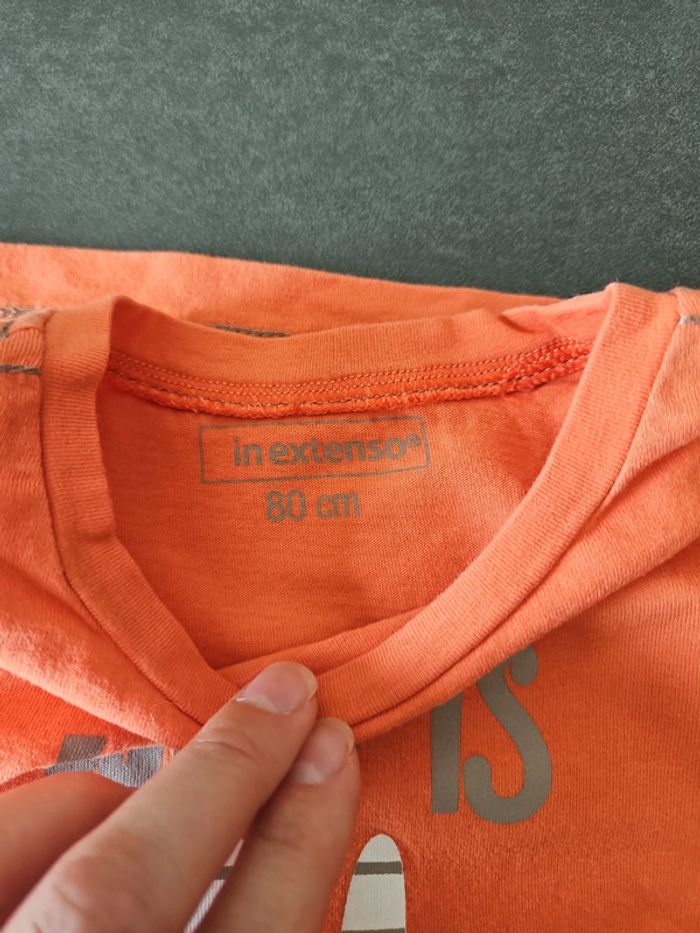 in extenso®
80 cm
IS